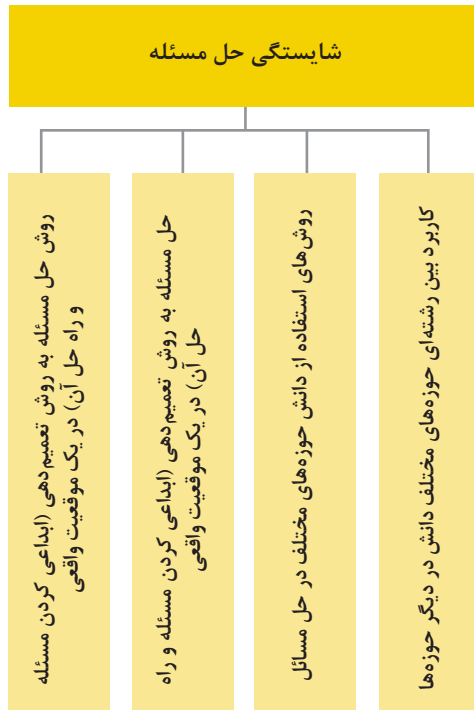 شایستگی حل مسئله
کاربرد بین رشته‌ای حوزه‌های مختلف دانش در دیگر حوزه‌ها
روش‌های استفاده از دانش حوزه‌های مختلف در حل مسائل
حل مسئله به روش تعمیم‌دهی (ابداعی کردن مسئله و راه
حل آن) در یک موقعیت واقعی
روش حل مسئله به روش تعمیم‌دهی (ابداعی کردن مسئله
و راه حل آن) در یک موقعیت واقعی